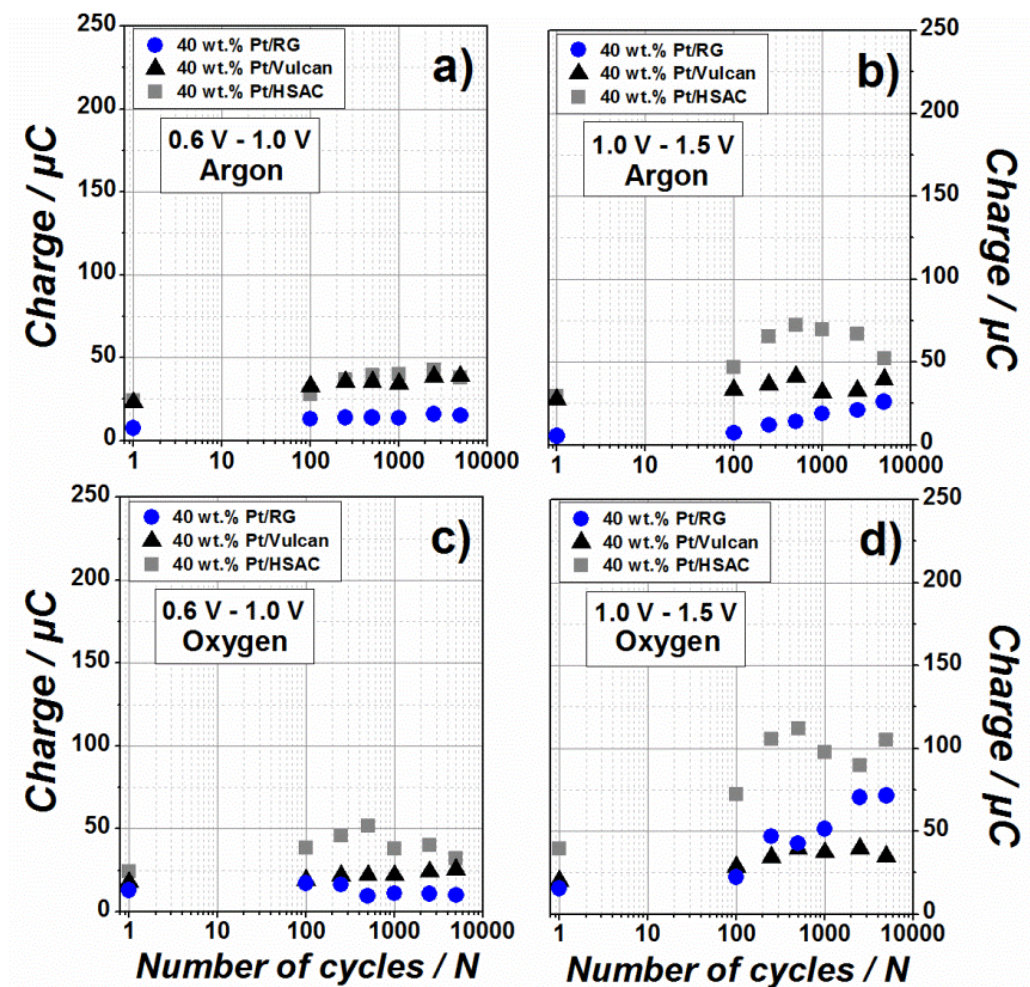 250
200
150
100
50
0
Charge / µC
40 wt.% Pt/RG
40 wt.% Pt/Vulcan
40 wt.% Pt/HSAC
a)
0.6 V - 1.0 V
Argon
1
10
100
1000
10000
40 wt.% Pt/RG
40 wt.% Pt/Vulcan
40 wt.% Pt/HSAC
b)
1.0 V - 1.5 V
Argon
250
200
150
100
50
0
Charge / µC
1
10
100
1000
10000
250
200
150
100
50
0
Charge / µC
40 wt.% Pt/RG
40 wt.% Pt/Vulcan
40 wt.% Pt/HSAC
c)
0.6 V - 1.0 V
Oxygen
1
10
100
1000
10000
Number of cycles / N
40 wt.% Pt/RG
40 wt.% Pt/Vulcan
40 wt.% Pt/HSAC
d)
1.0 V - 1.5 V
Oxygen
250
200
150
100
50
0
Charge / µC
1
10
100
1000
10000
Number of cycles / N